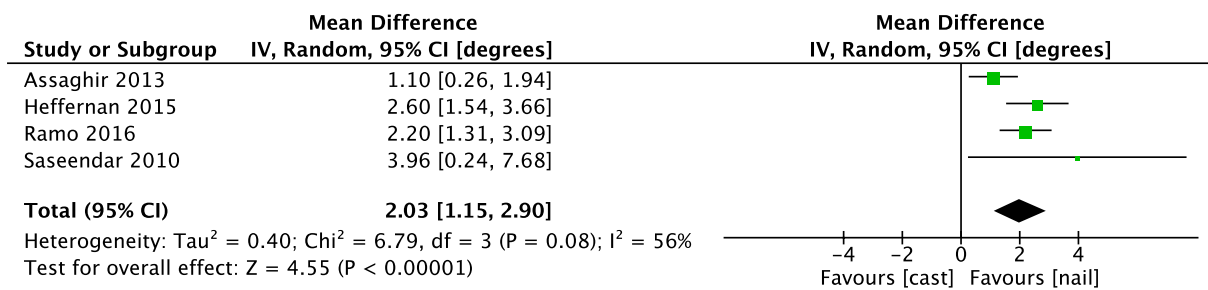 Mean Difference Mean Difference
Study or Subgroup IV, Random, 95% CI [degrees] IV, Random, 95% CI [degrees]
Assaghir 2013 1.10 [0.26, 1.94]
Heffernan 2015 2.60 [1.54, 3.66]
Ramo 2016 2.20 [1.31, 3.09]
Saseendar 2010 3.96 [0.24, 7.68]
Total (95% CI) 2.03 [1.15, 2.90]
Heterogeneity: Tau² = 0.40; Chi² = 6.79, df = 3 (P = 0.08); I² = 56%
Test for overall effect: Z = 4.55 (P < 0.00001)
−4 −2 0 2 4
Favours [cast] Favours [nail]